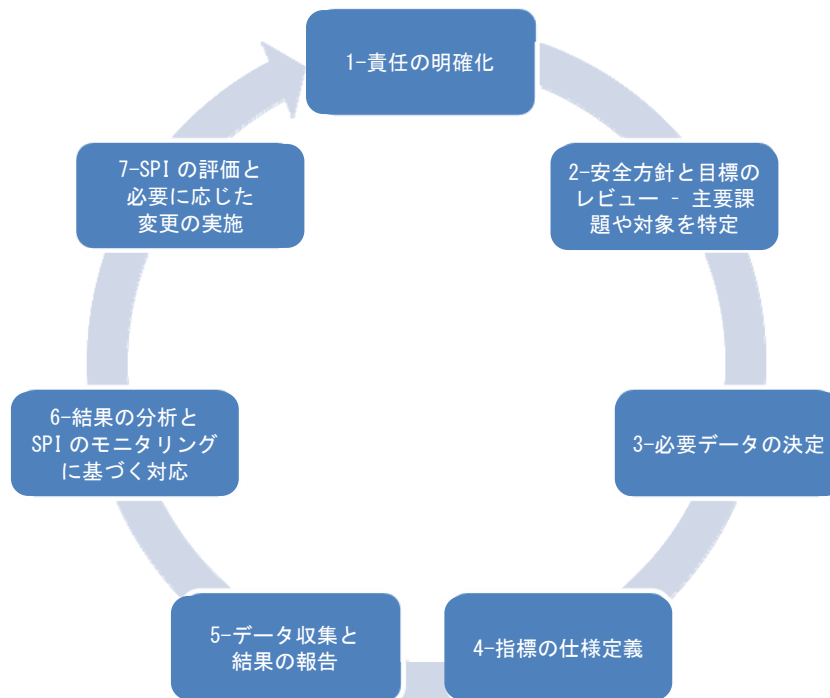 1-責任の明確化
2-安全方針と目標の
レビュー - 主要課
題や対象を特定
3-必要データの決定
4-指標の仕様定義
5-データ収集と
結果の報告
6-結果の分析と
SPI のモニタリング
に基づく対応
7-SPI の評価と
必要に応じた
変更の実施